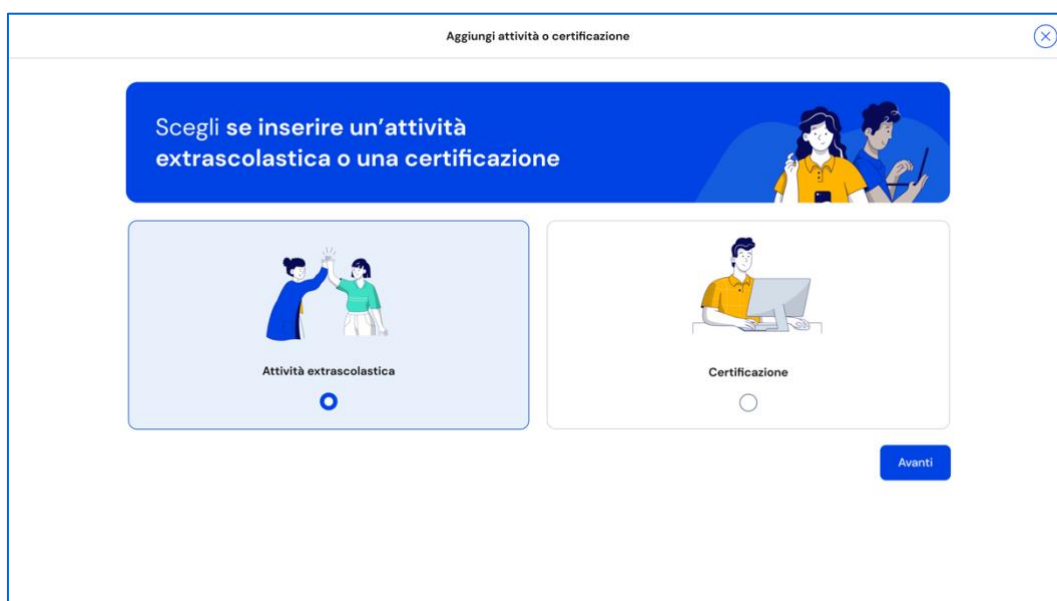 Aggiungi attività o certificazione
Scegli se inserire un’attività
extrascolastica o una certificazione
Attività extrascolastica
Certificazione
Avanti